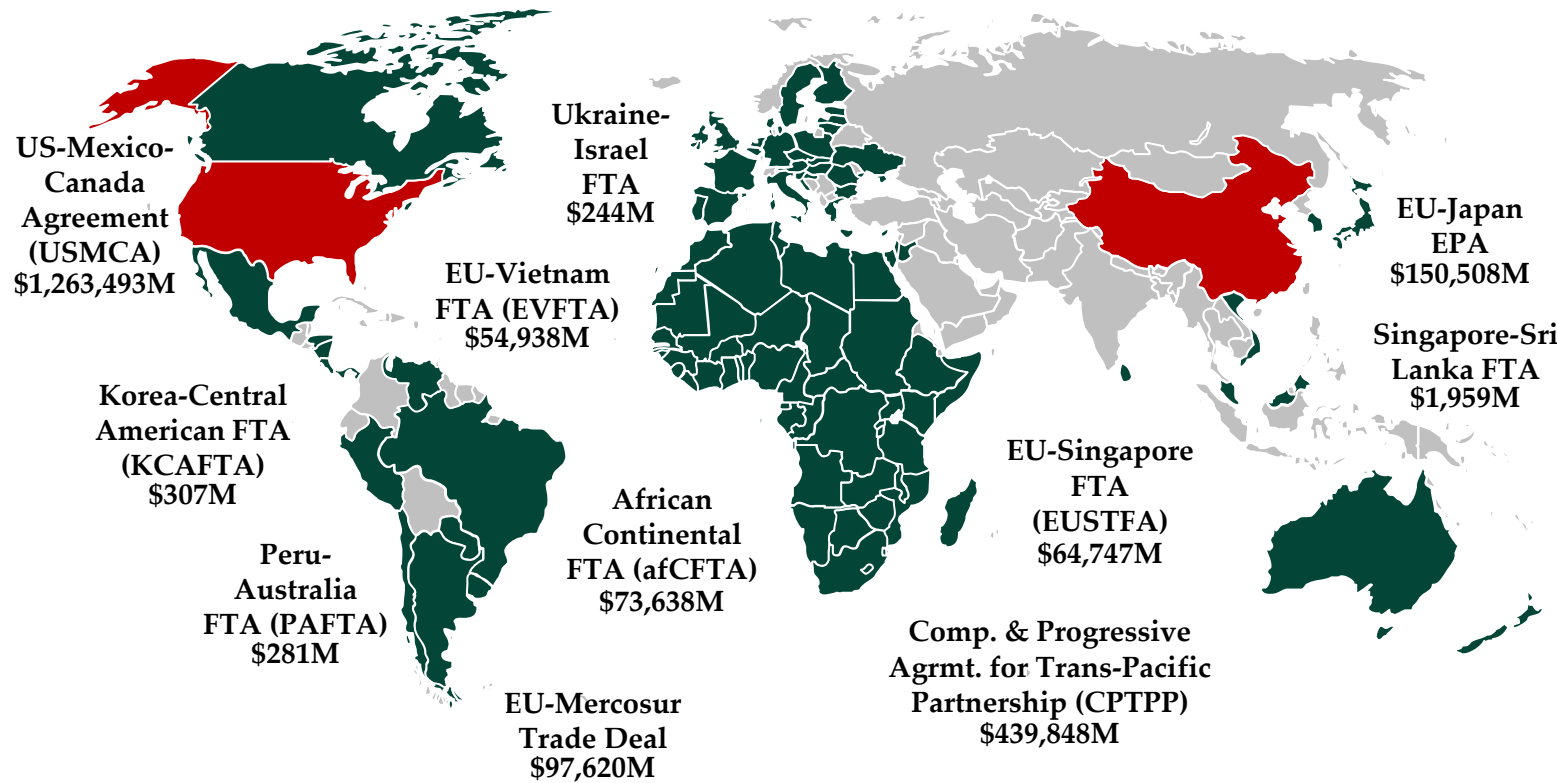 US-Mexico-
Canada
Agreement
(USMCA)
$1,263,493M
Ukraine-
Israel
FTA
$244M
EU-Vietnam
FTA (EVFTA)
$54,938M
EU-Japan
EPA
$150,508M
Singapore-Sri
Lanka FTA
$1,959M
Korea-Central
American FTA
(KCAFTA)
$307M
Peru-
Australia
FTA (PAFTA)
$281M
African
Continental
FTA (afCFTA)
$73,638M
EU-Singapore
FTA
(EUSTFA)
$64,747M
EU-Mercosur
Trade Deal
$97,620M
Comp. & Progressive
Agrmt. for Trans-Pacific
Partnership (CPTPP)
$439,848M